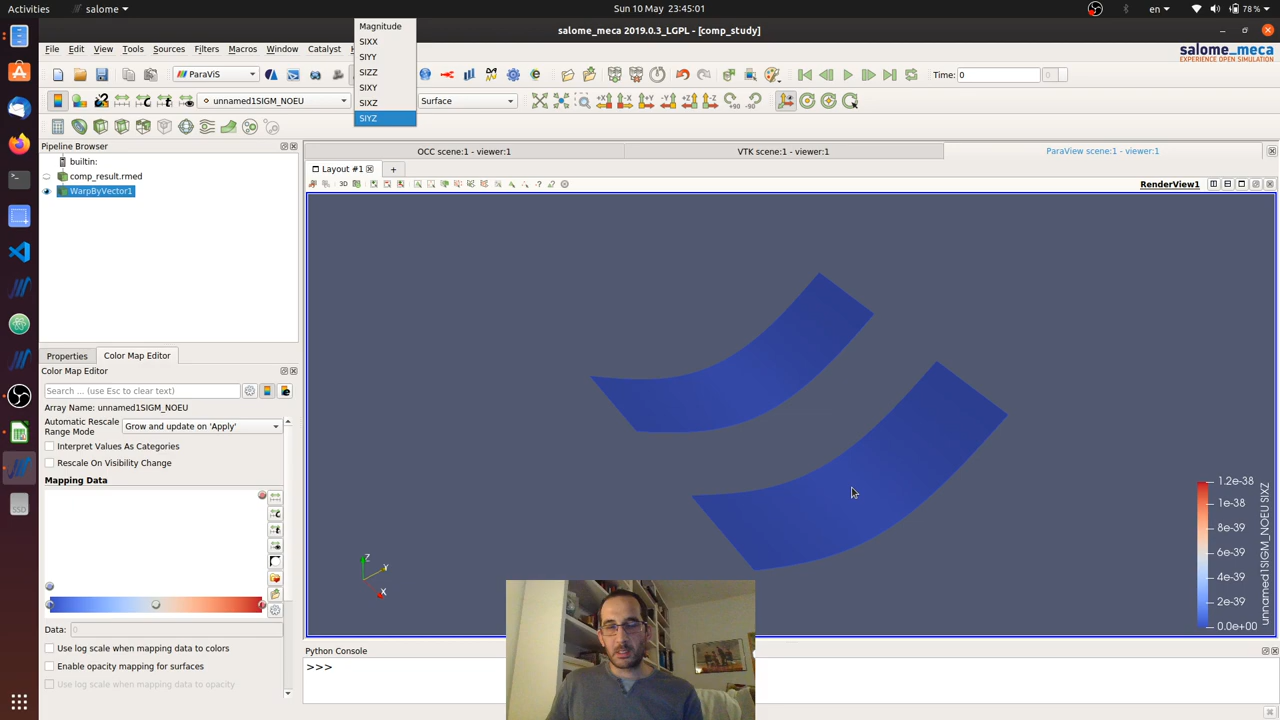 Activities
salome
Sun 10 May 23:45:01
en
78 %
salome_meca 2019.0.3_LGPL - [comp_study]
File Edit View Tools Sources Filters Macros Window Catalyst
salome_meca
EXPERIENCE OPEN SIMULATION
Magnitude
SIXX
SIYY
SIZZ
SIXY
SIXZ
SIYZ
ParaViS
Time: 0
0
unnamed1SIGM_NOEU
Surface
+X -X +Y -Y +Z -Z +90 -90
Pipeline Browser
builtin:
comp_result.rmed
WarpByVector1
OCC scene:1 - viewer:1
VTK scene:1 - viewer:1
ParaView scene:1 - viewer:1
Layout #1
+
3D
RenderView1
Properties
Color Map Editor
Color Map Editor
Search ... (use Esc to clear text)
Array Name: unnamed1SIGM_NOEU
Automatic Rescale
Range Mode
Grow and update on 'Apply'
Interpret Values As Categories
Rescale On Visibility Change
Mapping Data
Data: 0
Use log scale when mapping data to colors
Enable opacity mapping for surfaces
Use log scale when mapping data to opacity
Z
Y
X
1.2e-38
1e-38
8e-39
6e-39
4e-39
2e-39
0.0e+00
unnamed1SIGM_NOEU SIXZ
Python Console
>>>